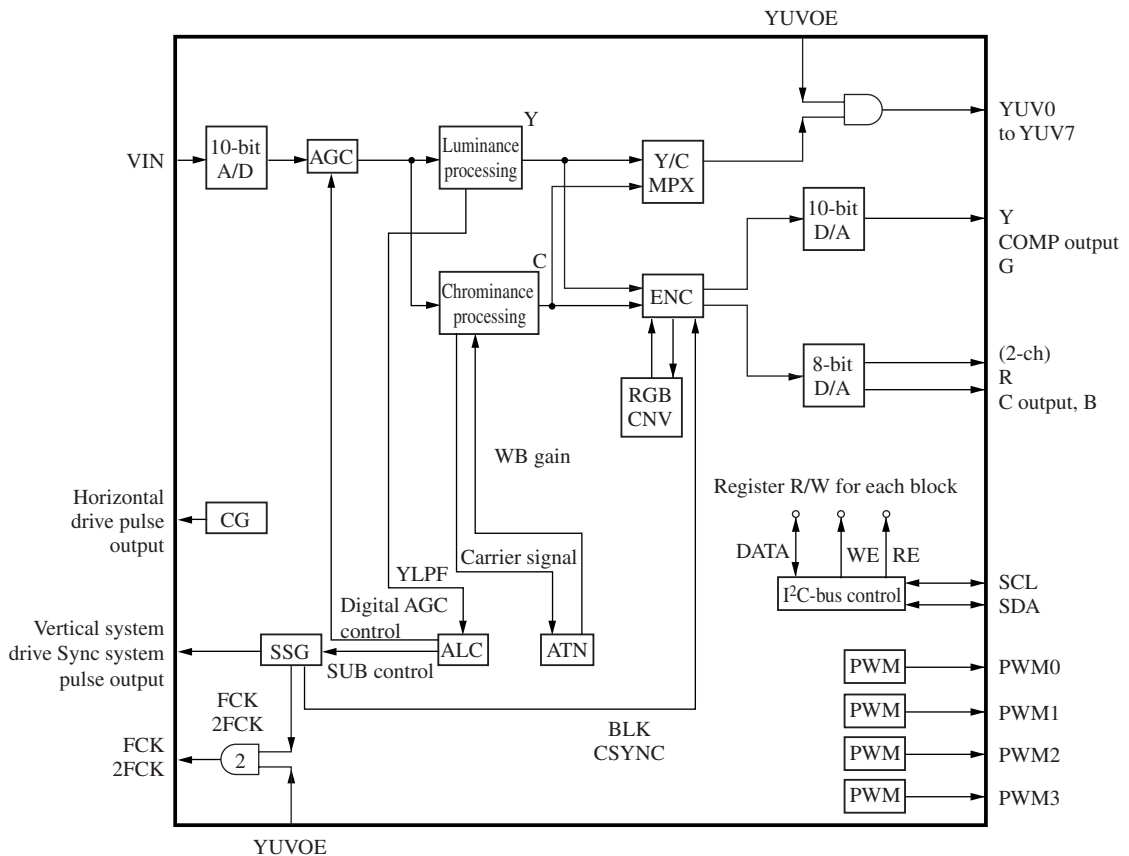 YUVOE
YUV0
to YUV7
VIN
10-bit
A/D
AGC
Y
Luminance
processing
Y/C
MPX
10-bit
D/A
Y
COMP output
G
C
Chrominance
processing
ENC
8-bit
D/A
(2-ch)
R
C output, B
RGB
CNV
WB gain
Register R/W for each block
DATA
WE
RE
Horizontal
drive pulse
output
CG
Carrier signal
YLPF
I²C-bus control
SCL
SDA
Digital AGC
control
Vertical system
drive Sync system
pulse output
SSG
ALC
ATN
SUB control
PWM
PWM0
FCK
2FCK
BLK
CSYNC
PWM
PWM1
FCK
2FCK
2
PWM
PWM2
PWM
PWM3
YUVOE